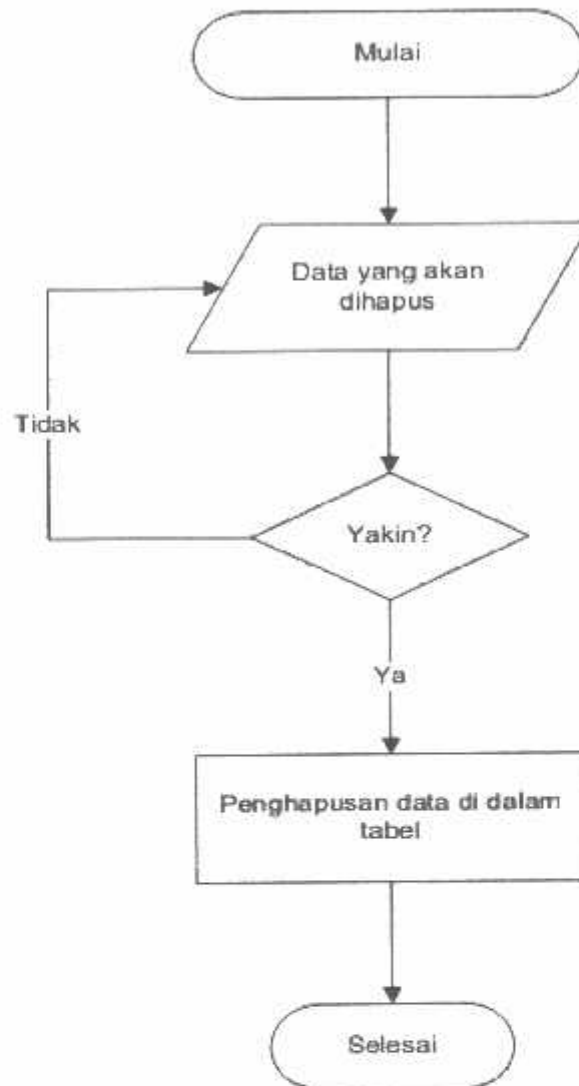 Mulai
Data yang akan
dihapus
Tidak
Yakin?
Ya
Penghapusan data di dalam
tabel
Selesai